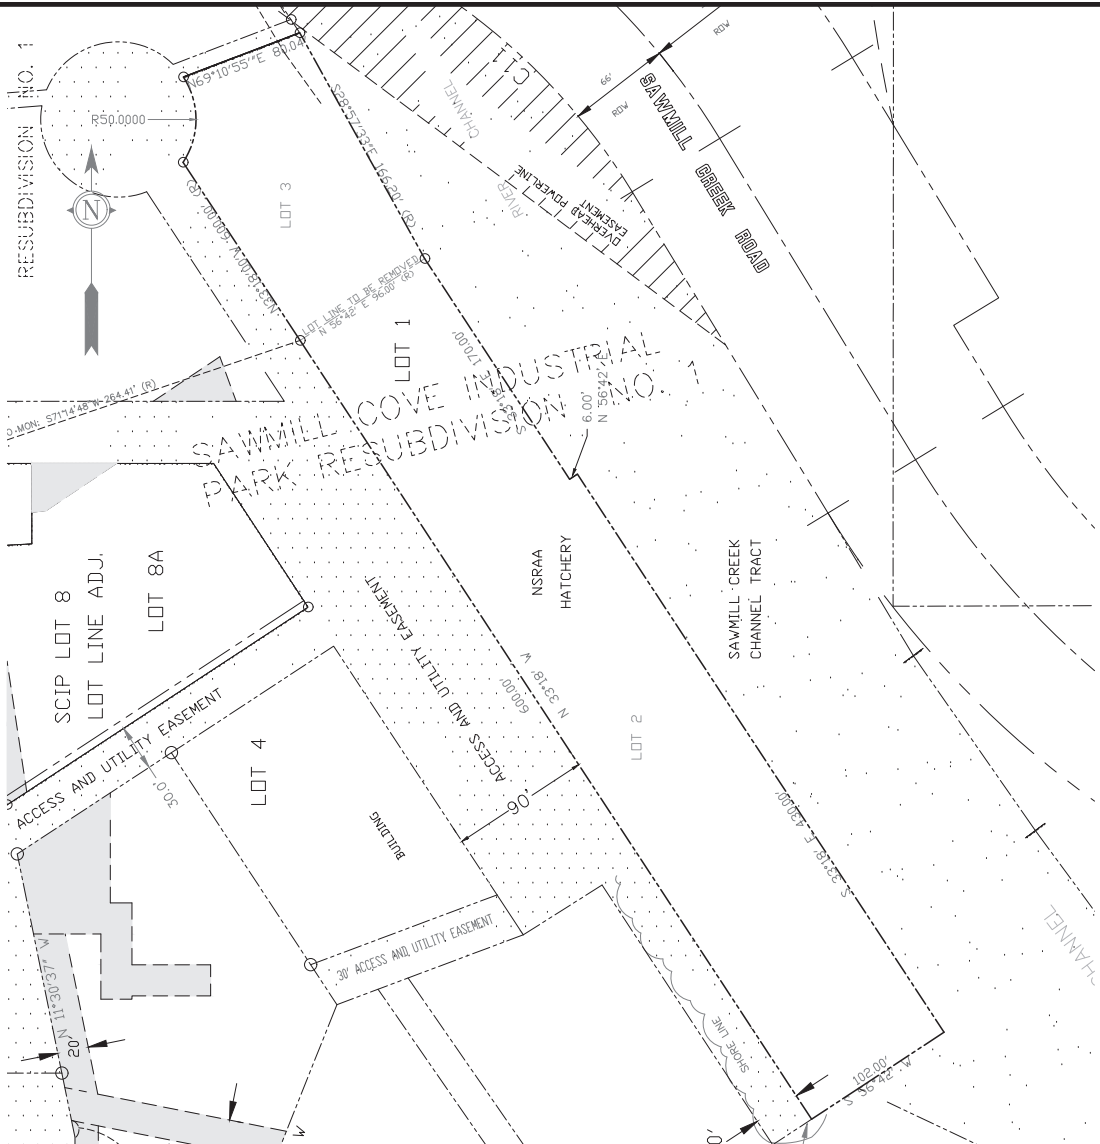 RESUBDIVISION NO. 1
N69°10'55"E 80.04'
R50.0000
N
S28°57'33"E 166.20' (R)
LOT 3
CHANNEL
RIVER
C11
66'
ROW
ROW
SAWMILL CREEK ROAD
OVERHEAD POWERLINE
EASEMENT
LOT LINE TO BE REMOVED
N 56°42' E 96.00' (R)
LOT 1
S 33°18' E 170.00'
6.00'
N 56°42' E
SAWMILL COVE INDUSTRIAL
PARK RESUBDIVISION NO. 1
MON: S71°14'48"W 264.41' (R)
NSRAA
HATCHERY
SAWMILL CREEK
CHANNEL TRACT
SCIP LOT 8
LOT LINE ADJ.
LOT 8A
ACCESS AND UTILITY EASEMENT
N 33°18' W
600.00'
LOT 2
ACCESS AND UTILITY EASEMENT
30.0'
LOT 4
BUILDING
90'
S 33°18' E 430.00'
30' ACCESS AND UTILITY EASEMENT
N 11°30'37" W
20'
SHORE LINE
102.00'
S 56°42' W
CHANNEL
W
0'